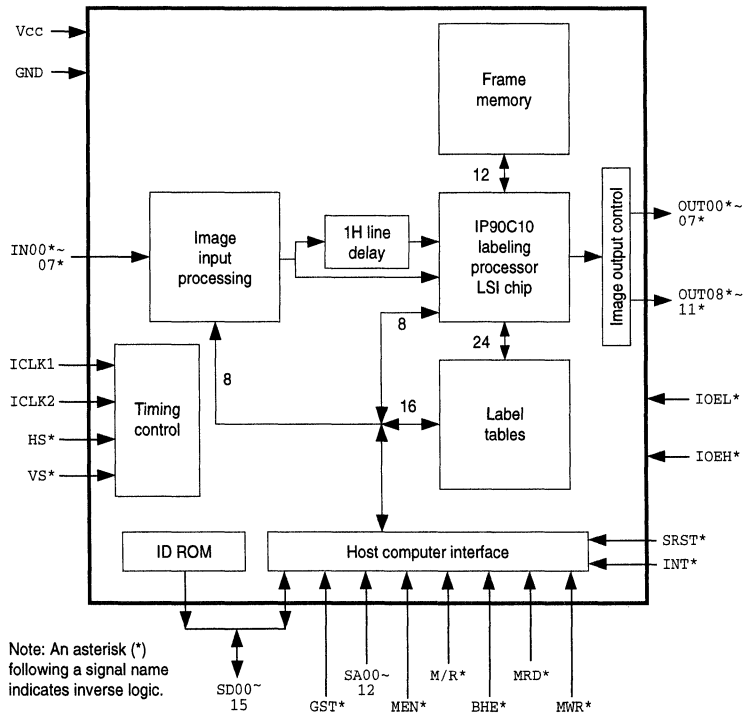 Vcc
GND
Frame
memory
12
Image
input
processing
1H line
delay
IP90C10
labeling
processor
LSI chip
Image output control
OUT00*~
07*
IN00*~
07*
OUT08*~
11*
8
24
ICLK1
ICLK2
HS*
VS*
Timing
control
8
16
Label
tables
IOEL*
IOEH*
ID ROM
Host computer interface
SRST*
INT*
Note: An asterisk (*)
following a signal name
indicates inverse logic.
SD00~
15
GST*
SA00~
12
MEN*
M/R*
BHE*
MRD*
MWR*